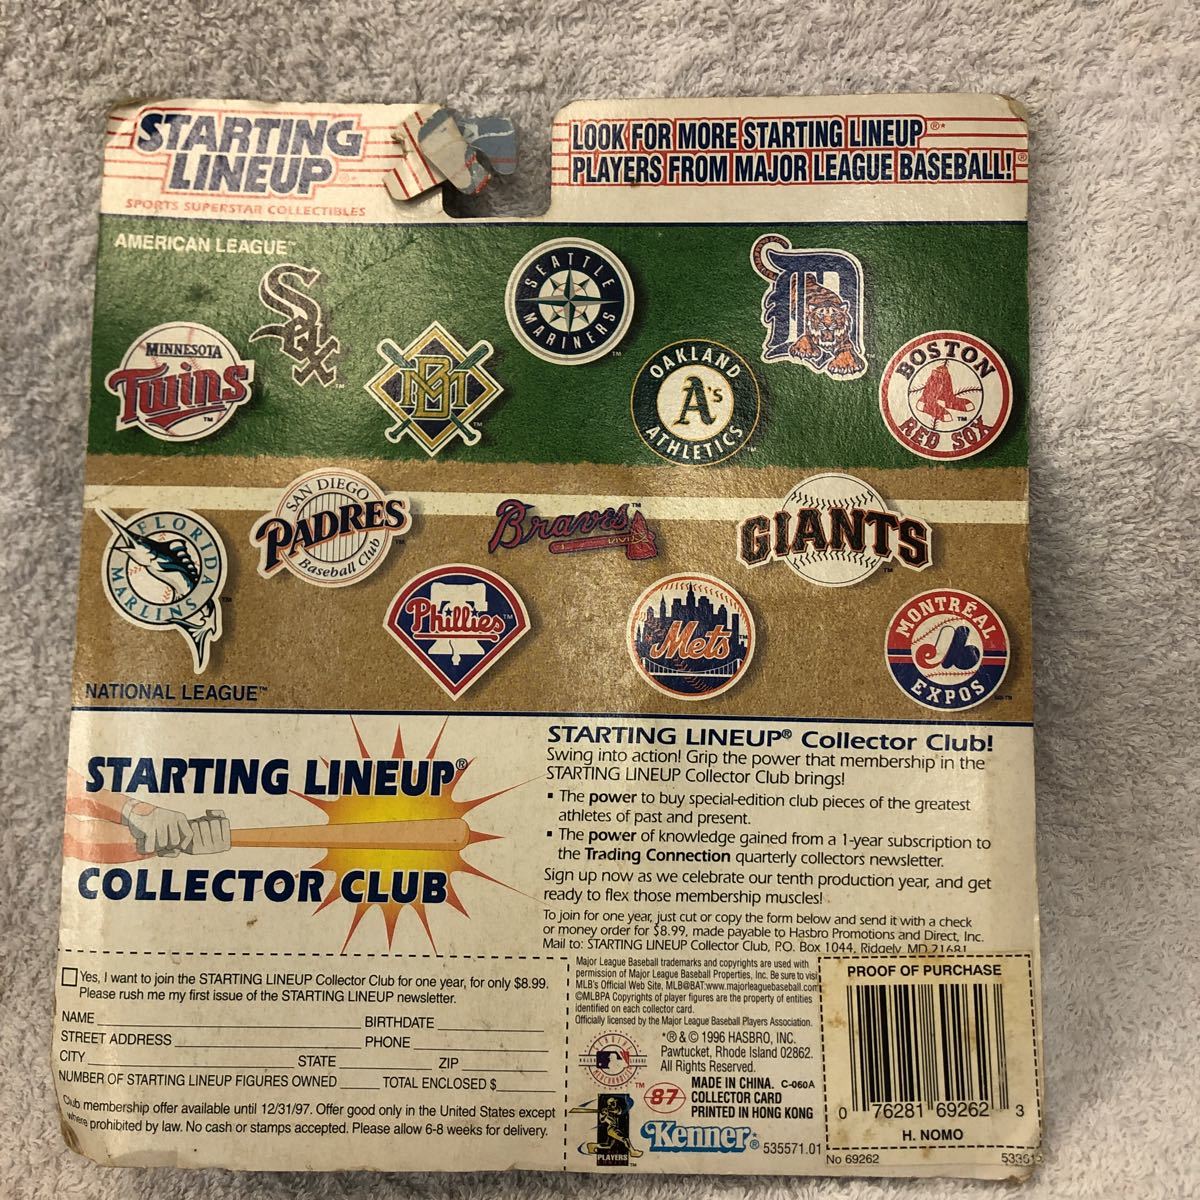 STARTING
LINEUP
SPORTS SUPERSTAR COLLECTIBLES
LOOK FOR MORE STARTING LINEUP®*
PLAYERS FROM MAJOR LEAGUE BASEBALL!®
AMERICAN LEAGUE™
Sox
SEATTLE
MARINERS
D
MINNESOTA
Twins
MB
OAKLAND
A's
ATHLETICS
BOSTON
RED SOX
FLORIDA
MARLINS
SAN DIEGO
PADRES
Baseball Club
Braves
GIANTS
Phillies
Mets
MONTRÉAL
EXPOS
NATIONAL LEAGUE™
STARTING LINEUP®
COLLECTOR CLUB
STARTING LINEUP® Collector Club!
Swing into action! Grip the power that membership in the
STARTING LINEUP Collector Club brings!
▪ The power to buy special-edition club pieces of the greatest
athletes of past and present.
▪ The power of knowledge gained from a 1-year subscription to
the Trading Connection quarterly collectors newsletter.
Sign up now as we celebrate our tenth production year, and get
ready to flex those membership muscles!
To join for one year, just cut or copy the form below and send it with a check
or money order for $8.99, made payable to Hasbro Promotions and Direct, Inc.
Mail to: STARTING LINEUP Collector Club, P.O. Box 1044, Ridgely, MD 21681
Yes, I want to join the STARTING LINEUP Collector Club for one year, for only $8.99.
Please rush me my first issue of the STARTING LINEUP newsletter.
NAME BIRTHDATE
STREET ADDRESS PHONE
CITY STATE ZIP
NUMBER OF STARTING LINEUP FIGURES OWNED TOTAL ENCLOSED $
Club membership offer available until 12/31/97. Offer good only in the United States except
where prohibited by law. No cash or stamps accepted. Please allow 6-8 weeks for delivery.
Major League Baseball trademarks and copyrights are used with
permission of Major League Baseball Properties, Inc. Be sure to visit
MLB's Official Web Site, MLB@BAT:www.majorleaguebaseball.com
©MLBPA Copyrights of player figures are the property of entities
identified on each collector card.
Officially licensed by the Major League Baseball Players Association.
GENUINE
MAJOR LEAGUE
MERCHANDISE
*® & © 1996 HASBRO, INC.
Pawtucket, Rhode Island 02862.
All Rights Reserved.
87
MADE IN CHINA. C-060A
COLLECTOR CARD
PRINTED IN HONG KONG
PLAYERS
Kenner® 535571.01
PROOF OF PURCHASE
0 76281 69262 3
H. NOMO
No 69262